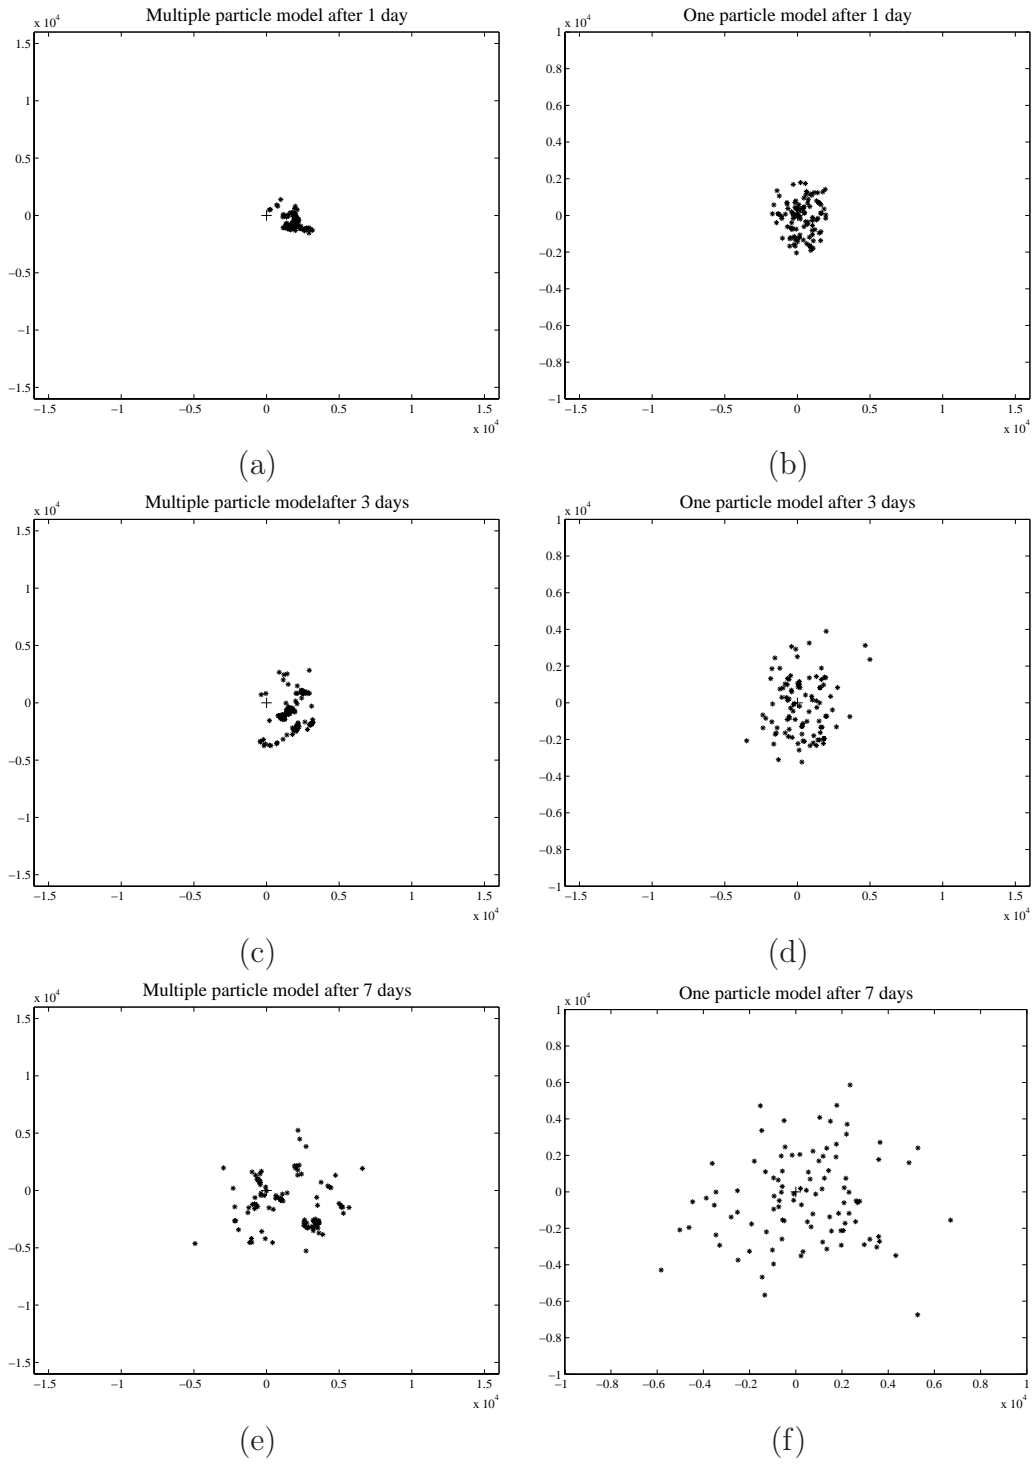 Multiple particle model after 1 day
x 10^4
1.5
1
0.5
0
−0.5
−1
−1.5
−1.5 −1 −0.5 0 0.5 1 1.5
x 10^4
(a)
One particle model after 1 day
x 10^4
1
0.8
0.6
0.4
0.2
0
−0.2
−0.4
−0.6
−0.8
−1
−1.5 −1 −0.5 0 0.5 1 1.5
x 10^4
(b)
Multiple particle modelafter 3 days
x 10^4
1.5
1
0.5
0
−0.5
−1
−1.5
−1.5 −1 −0.5 0 0.5 1 1.5
x 10^4
(c)
One particle model after 3 days
x 10^4
1
0.8
0.6
0.4
0.2
0
−0.2
−0.4
−0.6
−0.8
−1
−1.5 −1 −0.5 0 0.5 1 1.5
x 10^4
(d)
Multiple particle model after 7 days
x 10^4
1.5
1
0.5
0
−0.5
−1
−1.5
−1.5 −1 −0.5 0 0.5 1 1.5
x 10^4
(e)
One particle model after 7 days
x 10^4
1
0.8
0.6
0.4
0.2
0
−0.2
−0.4
−0.6
−0.8
−1
−1 −0.8 −0.6 −0.4 −0.2 0 0.2 0.4 0.6 0.8 1
x 10^4
(f)